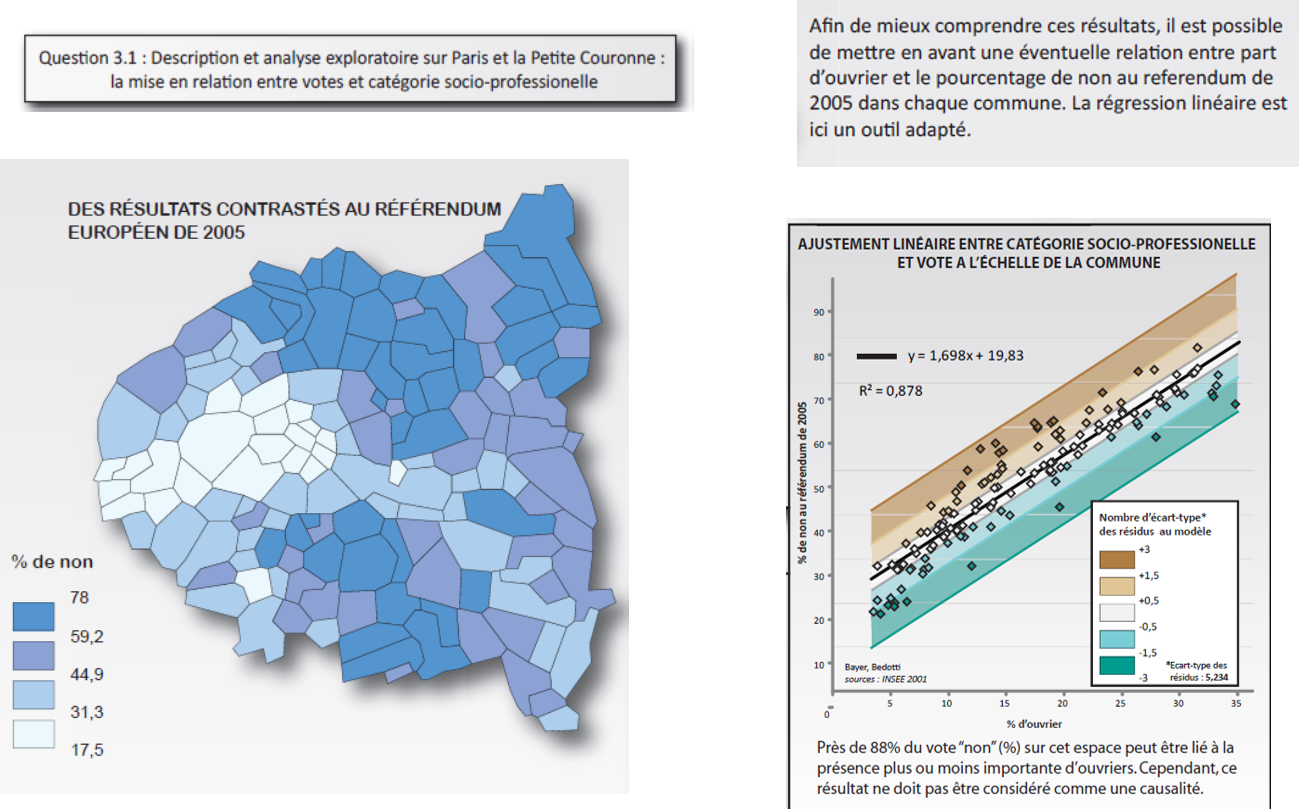 Question 3.1 : Description et analyse exploratoire sur Paris et la Petite Couronne :
la mise en relation entre votes et catégorie socio-professionelle
Afin de mieux comprendre ces résultats, il est possible
de mettre en avant une éventuelle relation entre part
d'ouvrier et le pourcentage de non au referendum de
2005 dans chaque commune. La régression linéaire est
ici un outil adapté.
DES RÉSULTATS CONTRASTÉS AU RÉFÉRENDUM
EUROPÉEN DE 2005
% de non
78
59,2
44,9
31,3
17,5
AJUSTEMENT LINÉAIRE ENTRE CATÉGORIE SOCIO-PROFESSIONELLE
ET VOTE A L'ÉCHELLE DE LA COMMUNE
% de non au référendum de 2005
90
80
70
60
50
40
30
20
10
0
y = 1,698x + 19,83
R² = 0,878
Nombre d'écart-type*
des résidus au modèle
+3
+1,5
+0,5
-0,5
-1,5
-3
*Ecart-type des
résidus : 5,234
Bayer, Bedotti
sources : INSEE 2001
0
5
10
15
20
25
30
35
% d'ouvrier
Près de 88% du vote "non" (%) sur cet espace peut être lié à la
présence plus ou moins importante d'ouvriers. Cependant, ce
résultat ne doit pas être considéré comme une causalité.